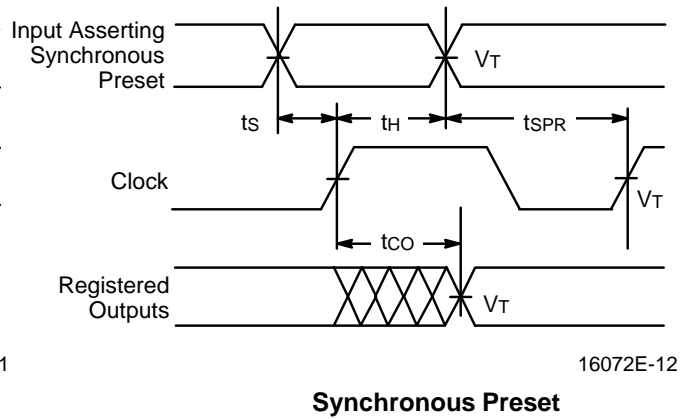 Input Asserting
Synchronous
Preset
VT
tS
tH
tSPR
Clock
VT
tCO
Registered
Outputs
VT
1
16072E-12
Synchronous Preset